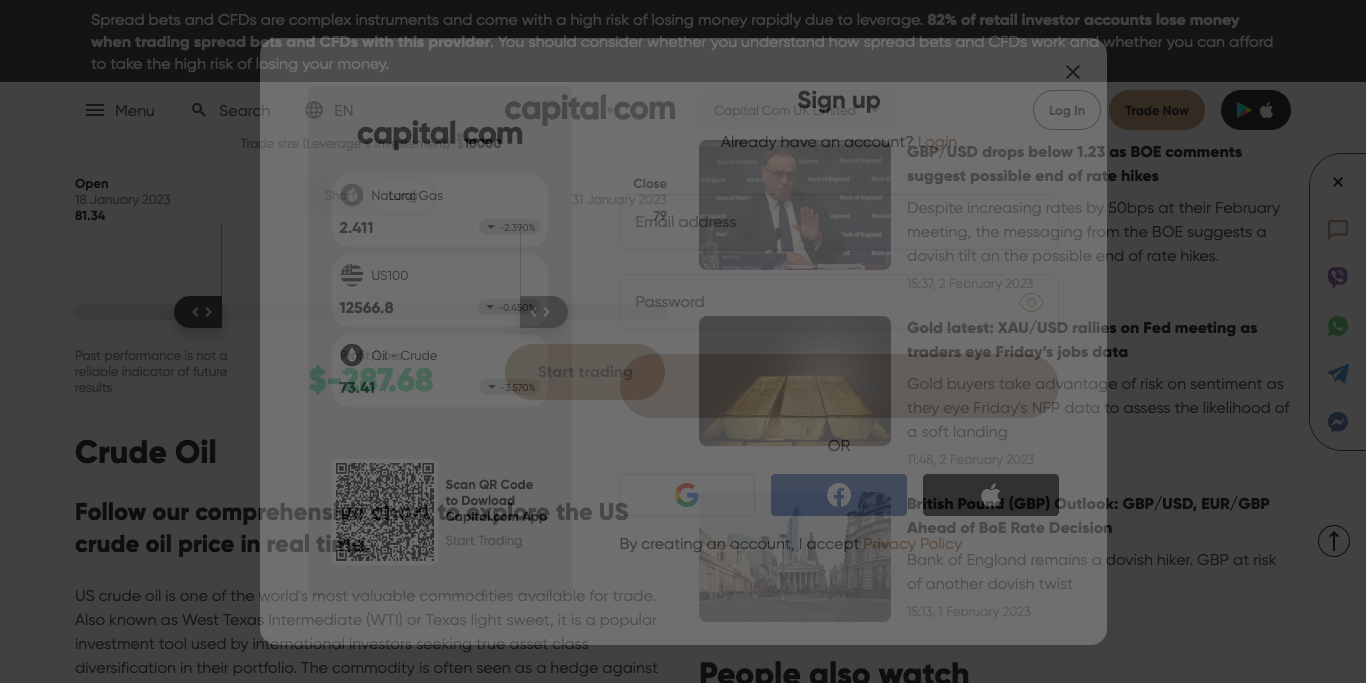 Spread bets and CFDs are complex instruments and come with a high risk of losing money rapidly due to leverage. 82% of retail investor accounts lose money
when trading spread bets and CFDs with this provider. You should consider whether you understand how spread bets and CFDs work and whether you can afford
to take the high risk of losing your money.
Menu
Search
EN
capital.com
Capital Com UK Limited
Log In
Trade Now
Sign up
Already have an account? Login
capital.com
Trade size (Leverage x Investement): $10000
Open
18 January 2023
81.34
Short
Long
Close
31 January 2023
79
Natural Gas
2.411
-2.390%
US100
12566.8
-0.450%
Oil - Crude
73.41
-3.570%
Past performance is not a
reliable indicator of future
results
$-287.68
Start trading
Email address
Password
OR
Scan QR Code
to Dowload
Capital.com App
Start Trading
By creating an account, I accept Privacy Policy
GBP/USD drops below 1.23 as BOE comments
suggest possible end of rate hikes
Despite increasing rates by 50bps at their February
meeting, the messaging from the BOE suggests a
dovish tilt an the possible end of rate hikes.
15:37, 2 February 2023
Gold latest: XAU/USD rallies on Fed meeting as
traders eye Friday's jobs data
Gold buyers take advantage of risk on sentiment as
they eye Friday's NFP data to assess the likelihood of
a soft landing
11:48, 2 February 2023
British Pound (GBP) Outlook: GBP/USD, EUR/GBP
Ahead of BoE Rate Decision
Bank of England remains a dovish hiker. GBP at risk
of another dovish twist
15:13, 1 February 2023
Crude Oil
Follow our comprehensive chart to explore the US
crude oil price in real time.
US crude oil is one of the world's most valuable commodities available for trade.
Also known as West Texas Intermediate (WTI) or Texas light sweet, it is a popular
investment tool used by international investors seeking true asset class
diversification in their portfolio. The commodity is often seen as a hedge against
People also watch